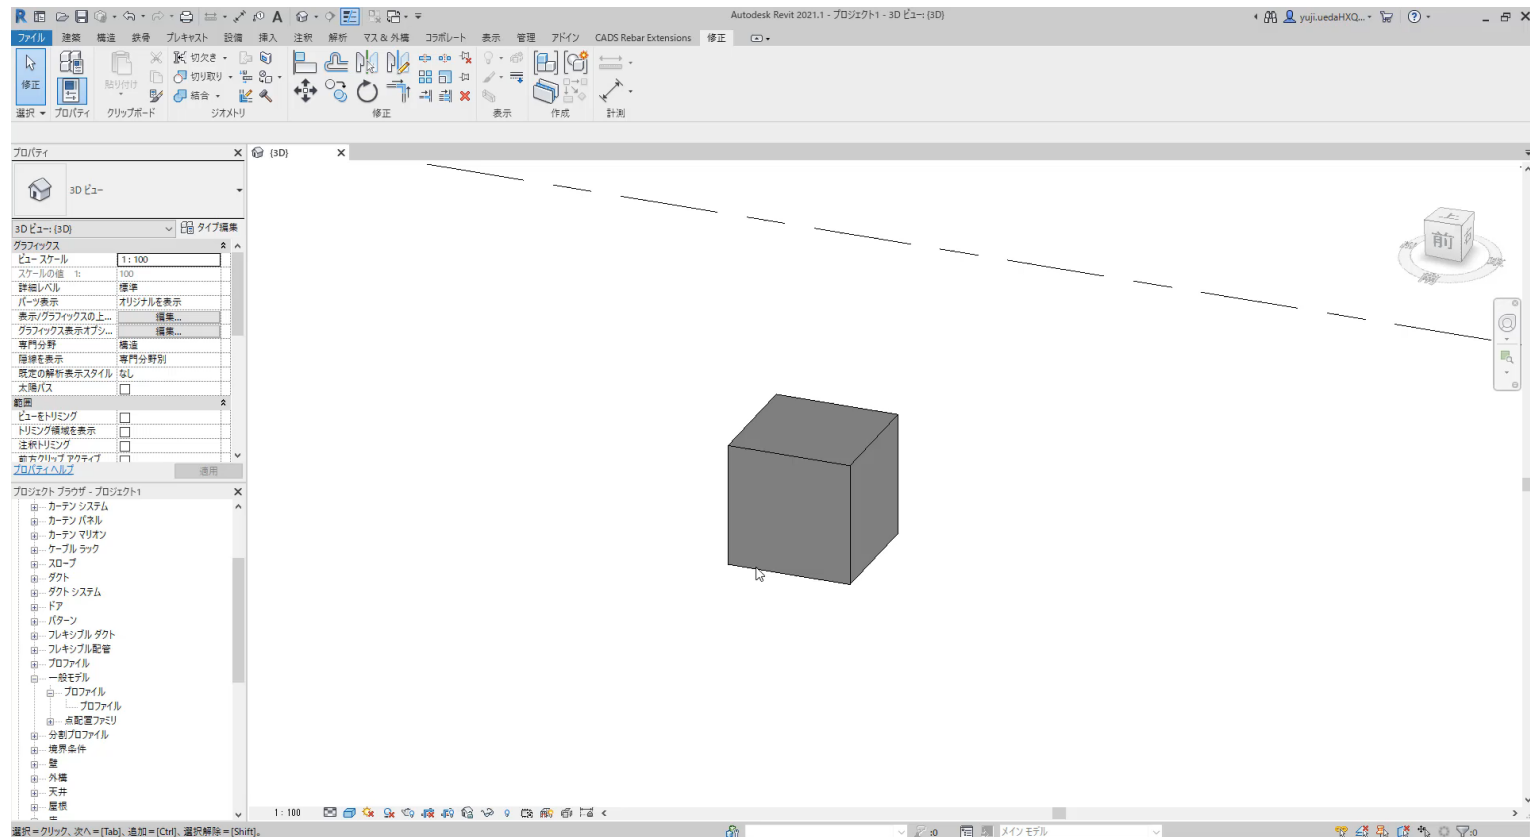 Autodesk Revit 2021.1 - プロジェクト1 - 3D ビュー: {3D}
yuji.uedaHXQ...
ファイル 建築 構造 鉄骨 プレキャスト 設備 挿入 注釈 解析 マス & 外構 コラボレート 表示 管理 アドイン CADS Rebar Extensions 修正
切欠き
修正 貼り付け 切り取り
結合
選択 プロパティ クリップボード ジオメトリ 修正 表示 作成 計測
プロパティ
{3D}
3D ビュー
3D ビュー: {3D} タイプ編集
グラフィックス
ビュー スケール 1 : 100
スケールの値 1: 100
詳細レベル 標準
パーツ表示 オリジナルを表示
表示/グラフィックスの上... 編集...
グラフィックス表示オプシ... 編集...
専門分野 構造
隠線を表示 専門分野別
既定の解析表示スタイル なし
太陽パス
範囲
ビューをトリミング
トリミング領域を表示
注釈トリミング
前方クリップ アクティブ
プロパティ ヘルプ 適用
プロジェクト ブラウザ - プロジェクト1
カーテン システム
カーテン パネル
カーテン マリオン
ケーブル ラック
スロープ
ダクト
ダクト システム
ドア
パターン
フレキシブル ダクト
フレキシブル配管
プロファイル
一般モデル
プロファイル
プロファイル
点配置ファミリ
分割プロファイル
境界条件
壁
外構
天井
屋根
床
上
前
右
1 : 100
選択 = クリック、次へ = [Tab]、追加 = [Ctrl]、選択解除 = [Shift]。
:0
メイン モデル
:0